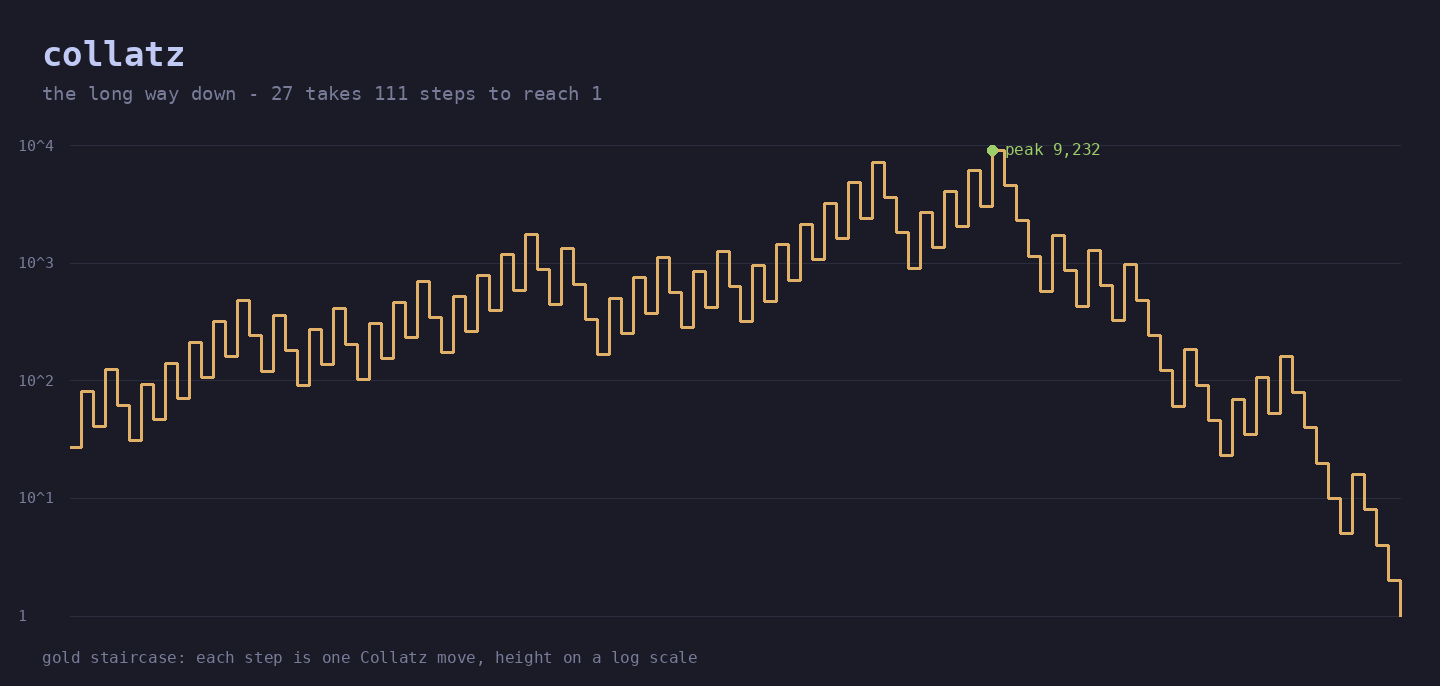 collatz
the long way down - 27 takes 111 steps to reach 1
10^4
peak 9,232
10^3
10^2
10^1
1
gold staircase: each step is one Collatz move, height on a log scale